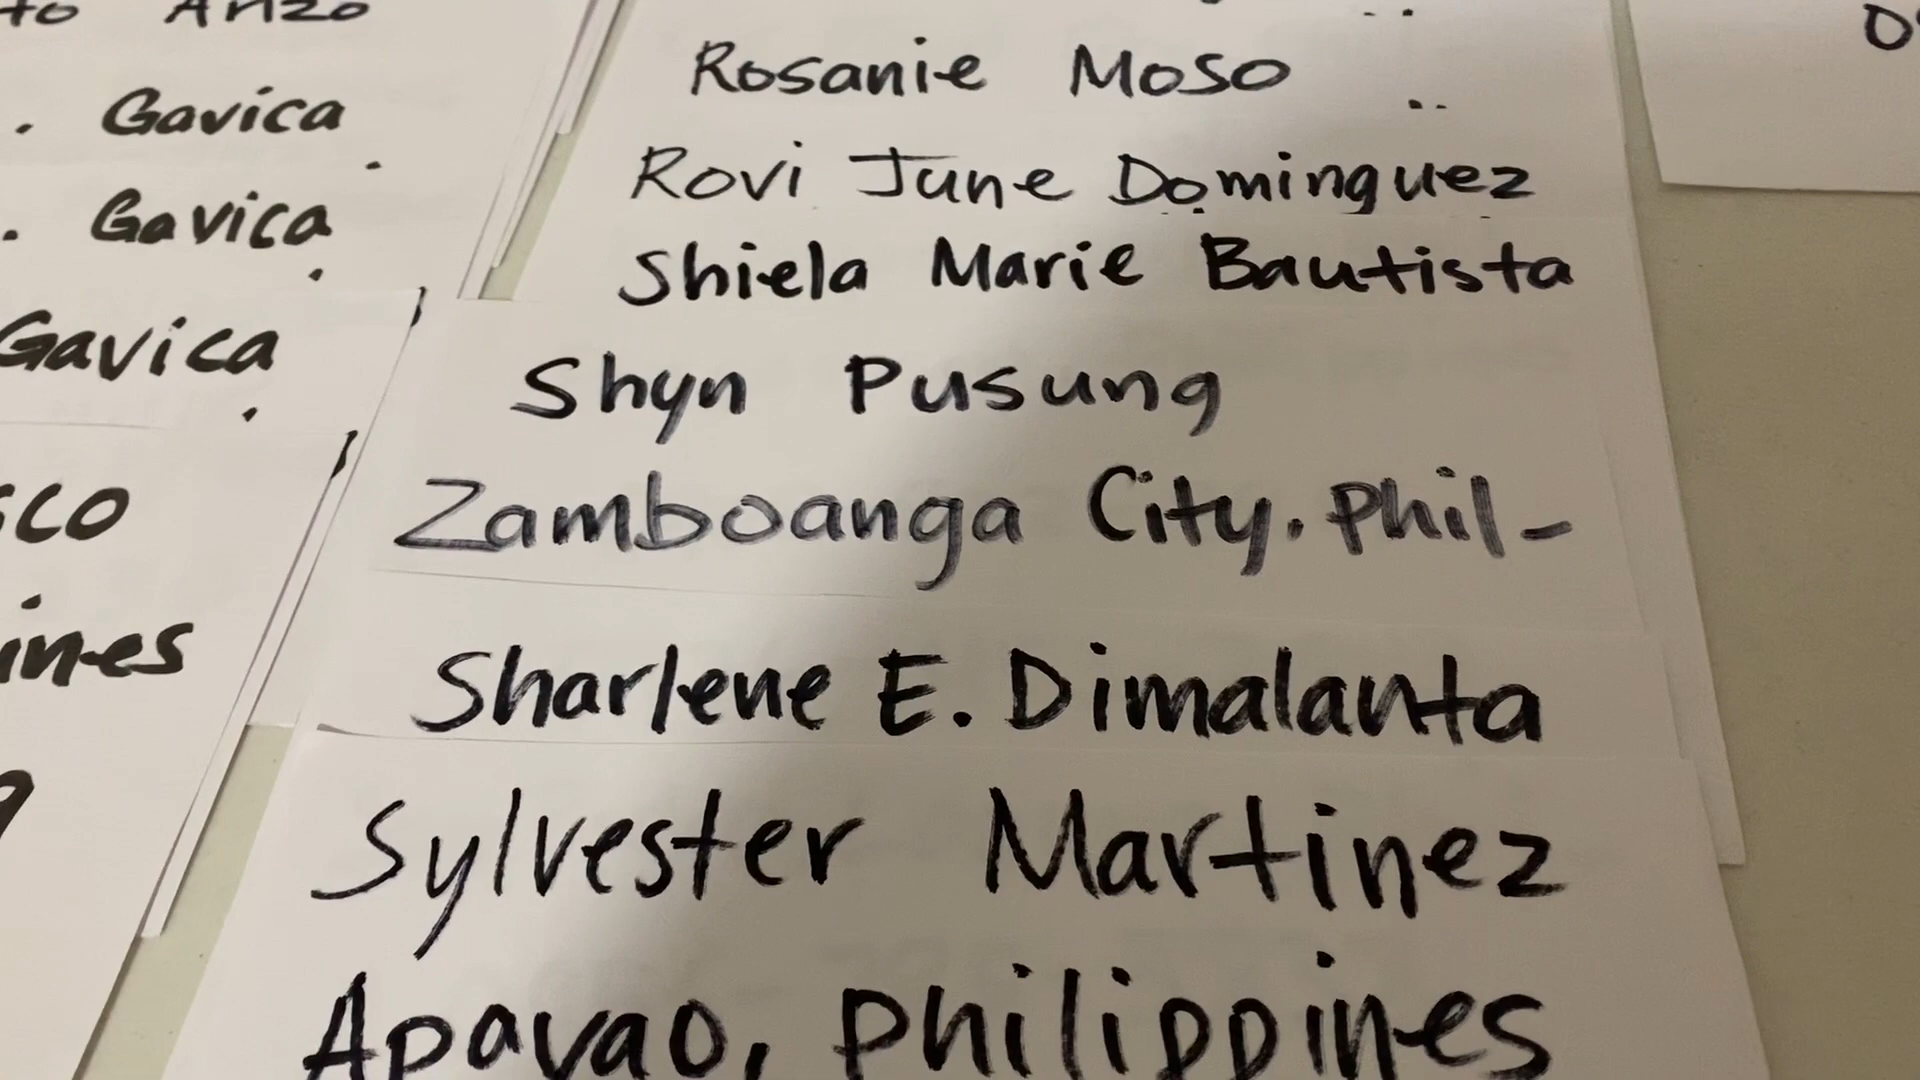 Arizo
. Gavica
. Gavica
Gavica
Rosanie Moso
Rovi June Dominguez
Shiela Marie Bautista
Shyn Pusung
Zamboanga City. Phil-
Sharlene E. Dimalanta
Sylvester Martinez
Apayao, Philippines